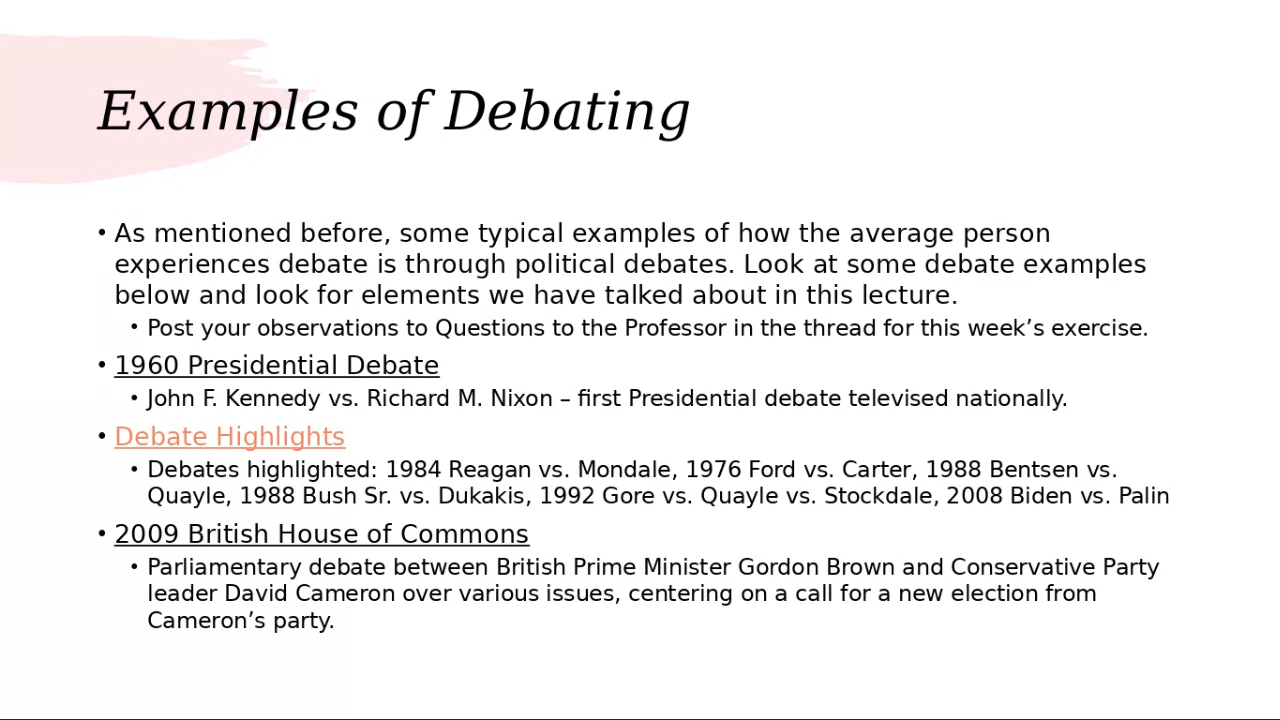 Examples of Debating
• As mentioned before, some typical examples of how the average person
experiences debate is through political debates. Look at some debate examples
below and look for elements we have talked about in this lecture.
• Post your observations to Questions to the Professor in the thread for this week’s exercise.
• 1960 Presidential Debate
• John F. Kennedy vs. Richard M. Nixon – first Presidential debate televised nationally.
• Debate Highlights
• Debates highlighted: 1984 Reagan vs. Mondale, 1976 Ford vs. Carter, 1988 Bentsen vs.
Quayle, 1988 Bush Sr. vs. Dukakis, 1992 Gore vs. Quayle vs. Stockdale, 2008 Biden vs. Palin
• 2009 British House of Commons
• Parliamentary debate between British Prime Minister Gordon Brown and Conservative Party
leader David Cameron over various issues, centering on a call for a new election from
Cameron’s party.